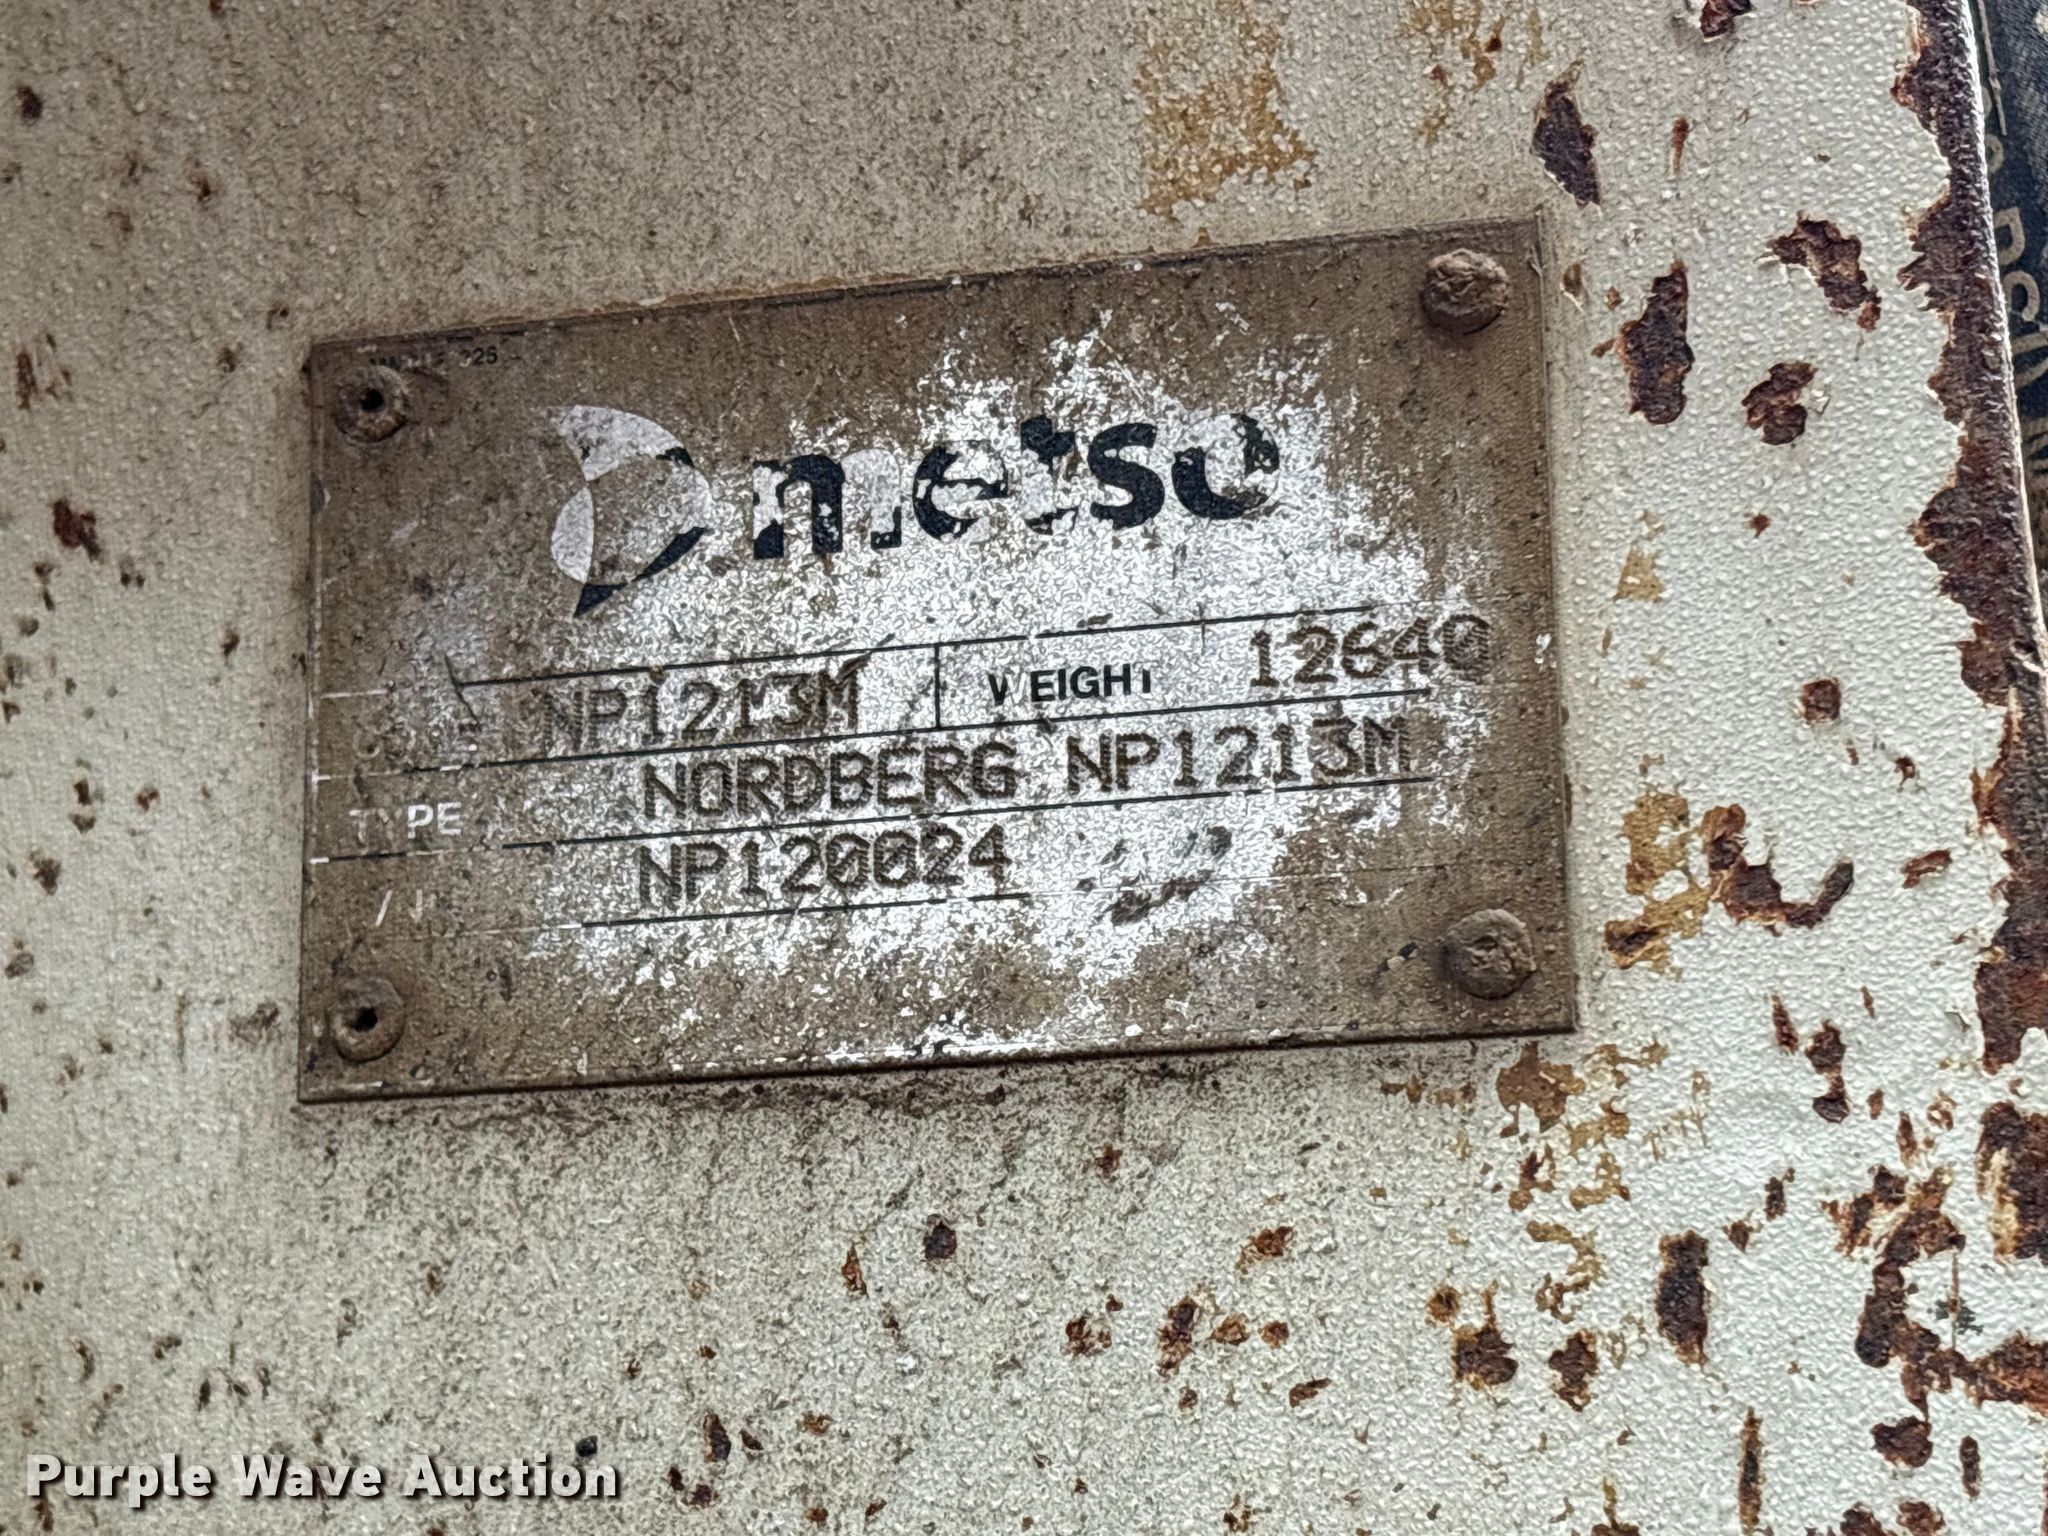 metso
NP1213M WEIGHT 12640
TYPE NORDBERG NP1213M
NP120024
Purple Wave Auction